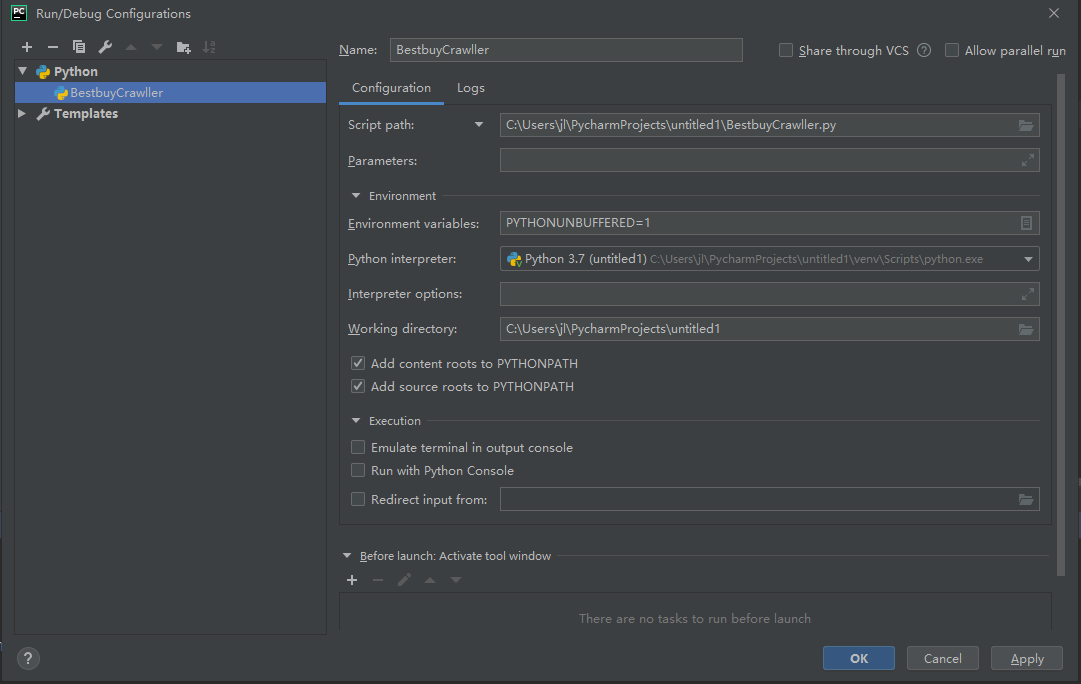 PC Run/Debug Configurations
Name: BestbuyCrawller Share through VCS ? Allow parallel run
Python
BestbuyCrawller
Templates
Configuration Logs
Script path: C:\Users\jl\PycharmProjects\untitled1\BestbuyCrawller.py
Parameters:
Environment
Environment variables: PYTHONUNBUFFERED=1
Python interpreter: Python 3.7 (untitled1) C:\Users\jl\PycharmProjects\untitled1\venv\Scripts\python.exe
Interpreter options:
Working directory: C:\Users\jl\PycharmProjects\untitled1
Add content roots to PYTHONPATH
Add source roots to PYTHONPATH
Execution
Emulate terminal in output console
Run with Python Console
Redirect input from:
Before launch: Activate tool window
There are no tasks to run before launch
? OK Cancel Apply